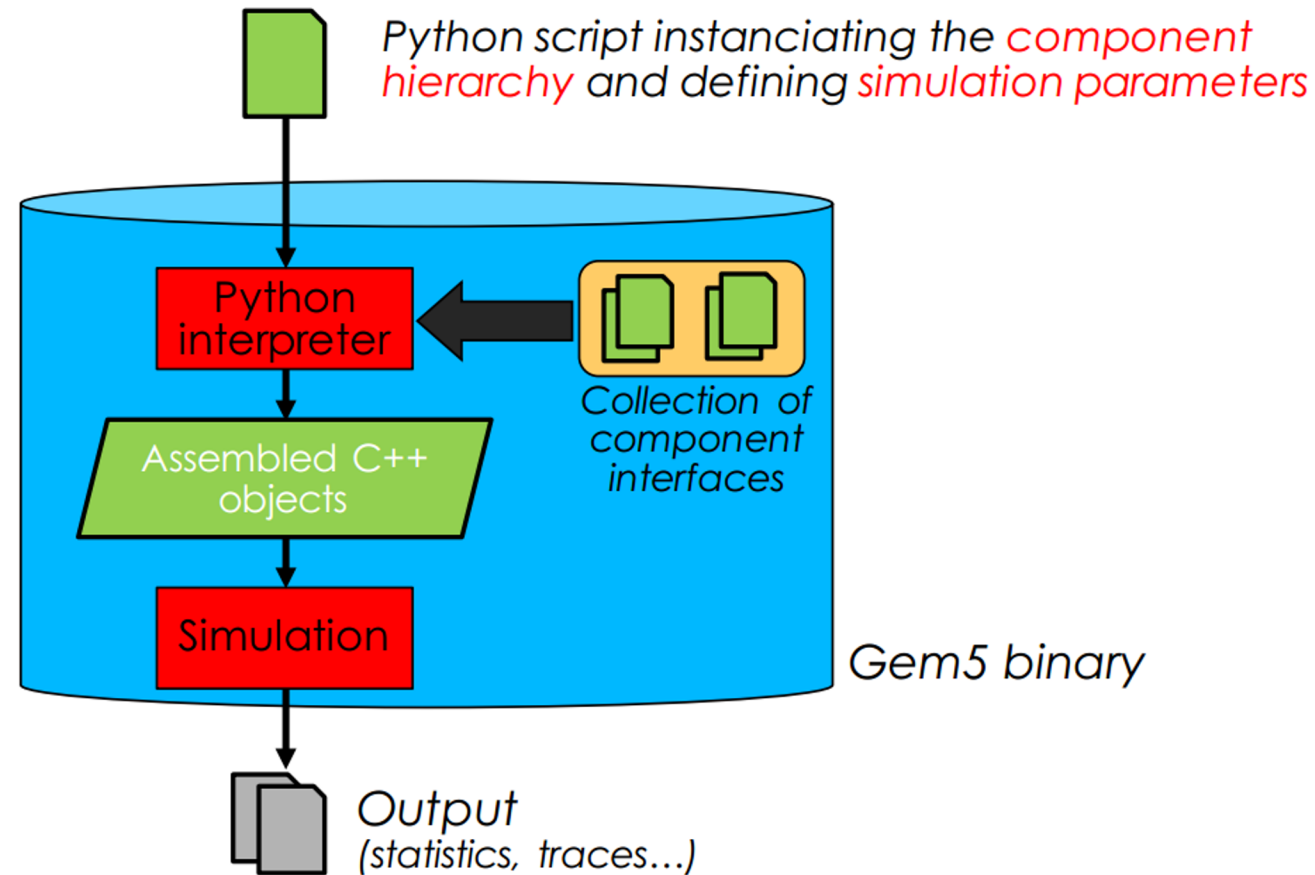 Python script instanciating the component
hierarchy and defining simulation parameters
Python
interpreter
Collection of
component
interfaces
Assembled C++
objects
Simulation
Gem5 binary
Output
(statistics, traces…)